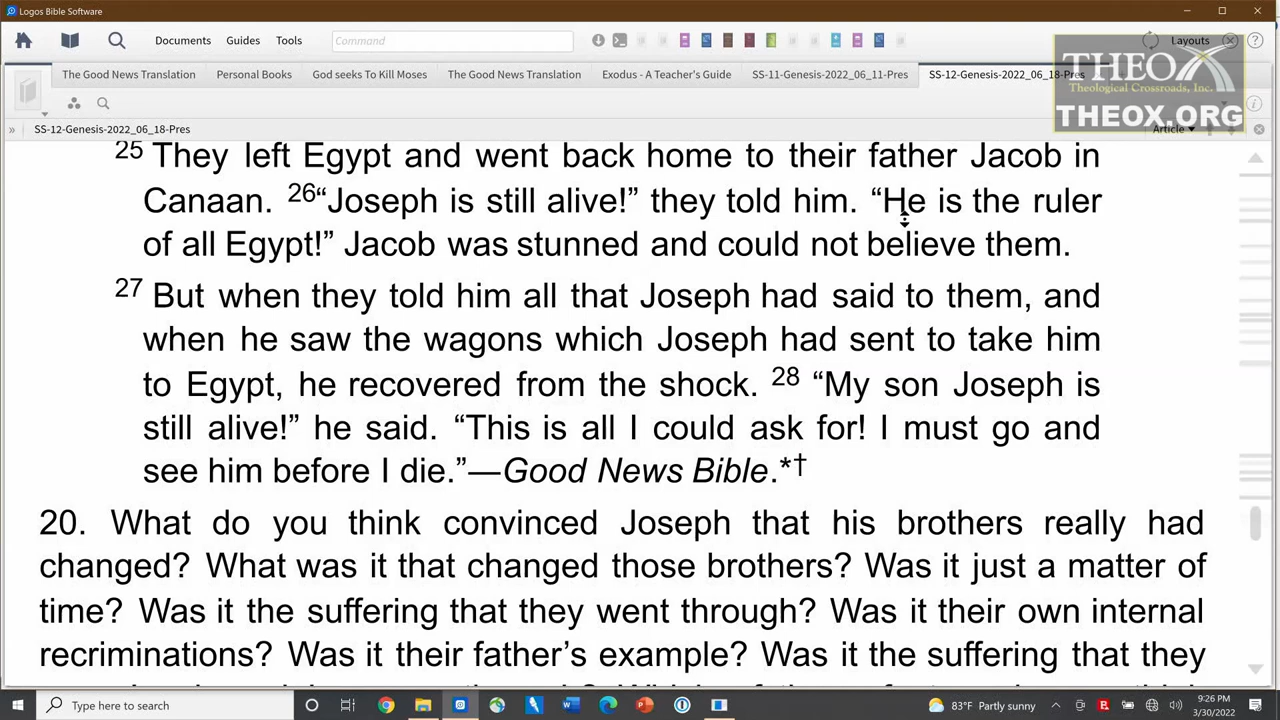 Logos Bible Software
Documents Guides Tools Command Layouts
The Good News Translation Personal Books God seeks to Kill Moses The Good News Translation Exodus - A Teacher's Guide SS-11-Genesis-2022_06_11-Pres SS-12-Genesis-2022_06_18-Pres
THEOX
Theological Crossroads, Inc.
THEOX.ORG
SS-12-Genesis-2022_06_18-Pres Article
25 They left Egypt and went back home to their father Jacob in
Canaan. 26“Joseph is still alive!” they told him. “He is the ruler
of all Egypt!” Jacob was stunned and could not believe them.
27 But when they told him all that Joseph had said to them, and
when he saw the wagons which Joseph had sent to take him
to Egypt, he recovered from the shock. 28 “My son Joseph is
still alive!” he said. “This is all I could ask for! I must go and
see him before I die.”—Good News Bible.*†
20. What do you think convinced Joseph that his brothers really had
changed? What was it that changed those brothers? Was it just a matter of
time? Was it the suffering that they went through? Was it their own internal
recriminations? Was it their father’s example? Was it the suffering that they
Type here to search
83°F Partly sunny
9:26 PM
3/30/2022